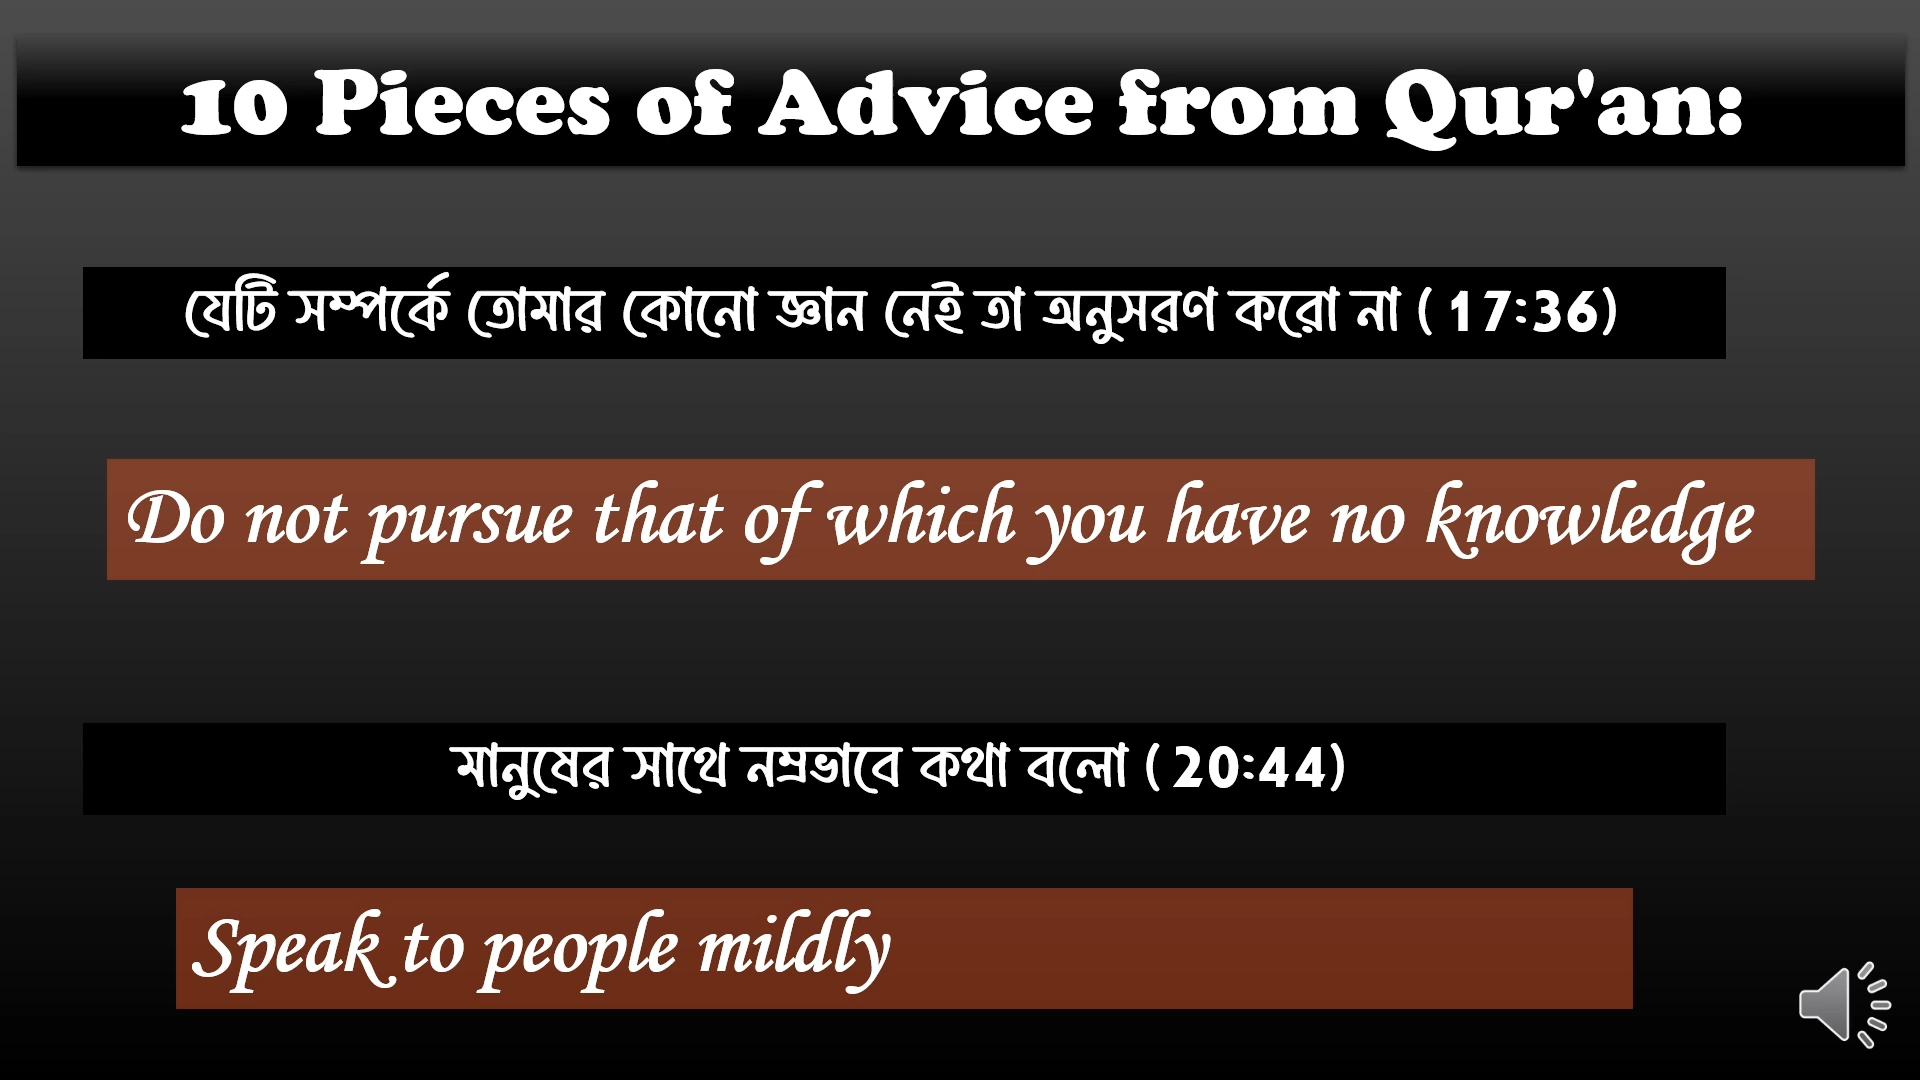 10 Pieces of Advice from Qur'an:
যেটি সম্পর্কে তোমার কোনো জ্ঞান নেই তা অনুসরণ করো না ( 17:36)
Do not pursue that of which you have no knowledge
মানুষের সাথে নম্রভাবে কথা বলো ( 20:44)
Speak to people mildly